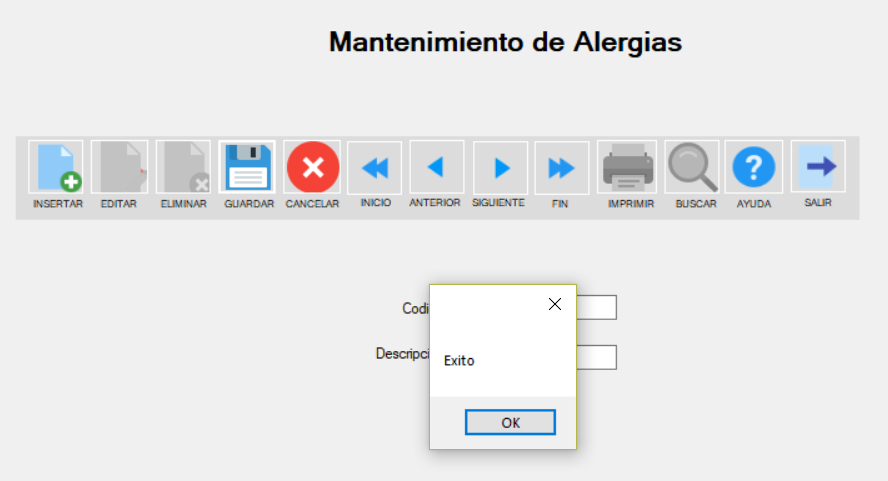 Mantenimiento de Alergias
INSERTAR EDITAR ELIMINAR GUARDAR CANCELAR INICIO ANTERIOR SIGUIENTE FIN IMPRIMIR BUSCAR AYUDA SALIR
Codi
Descripci
Exito
OK